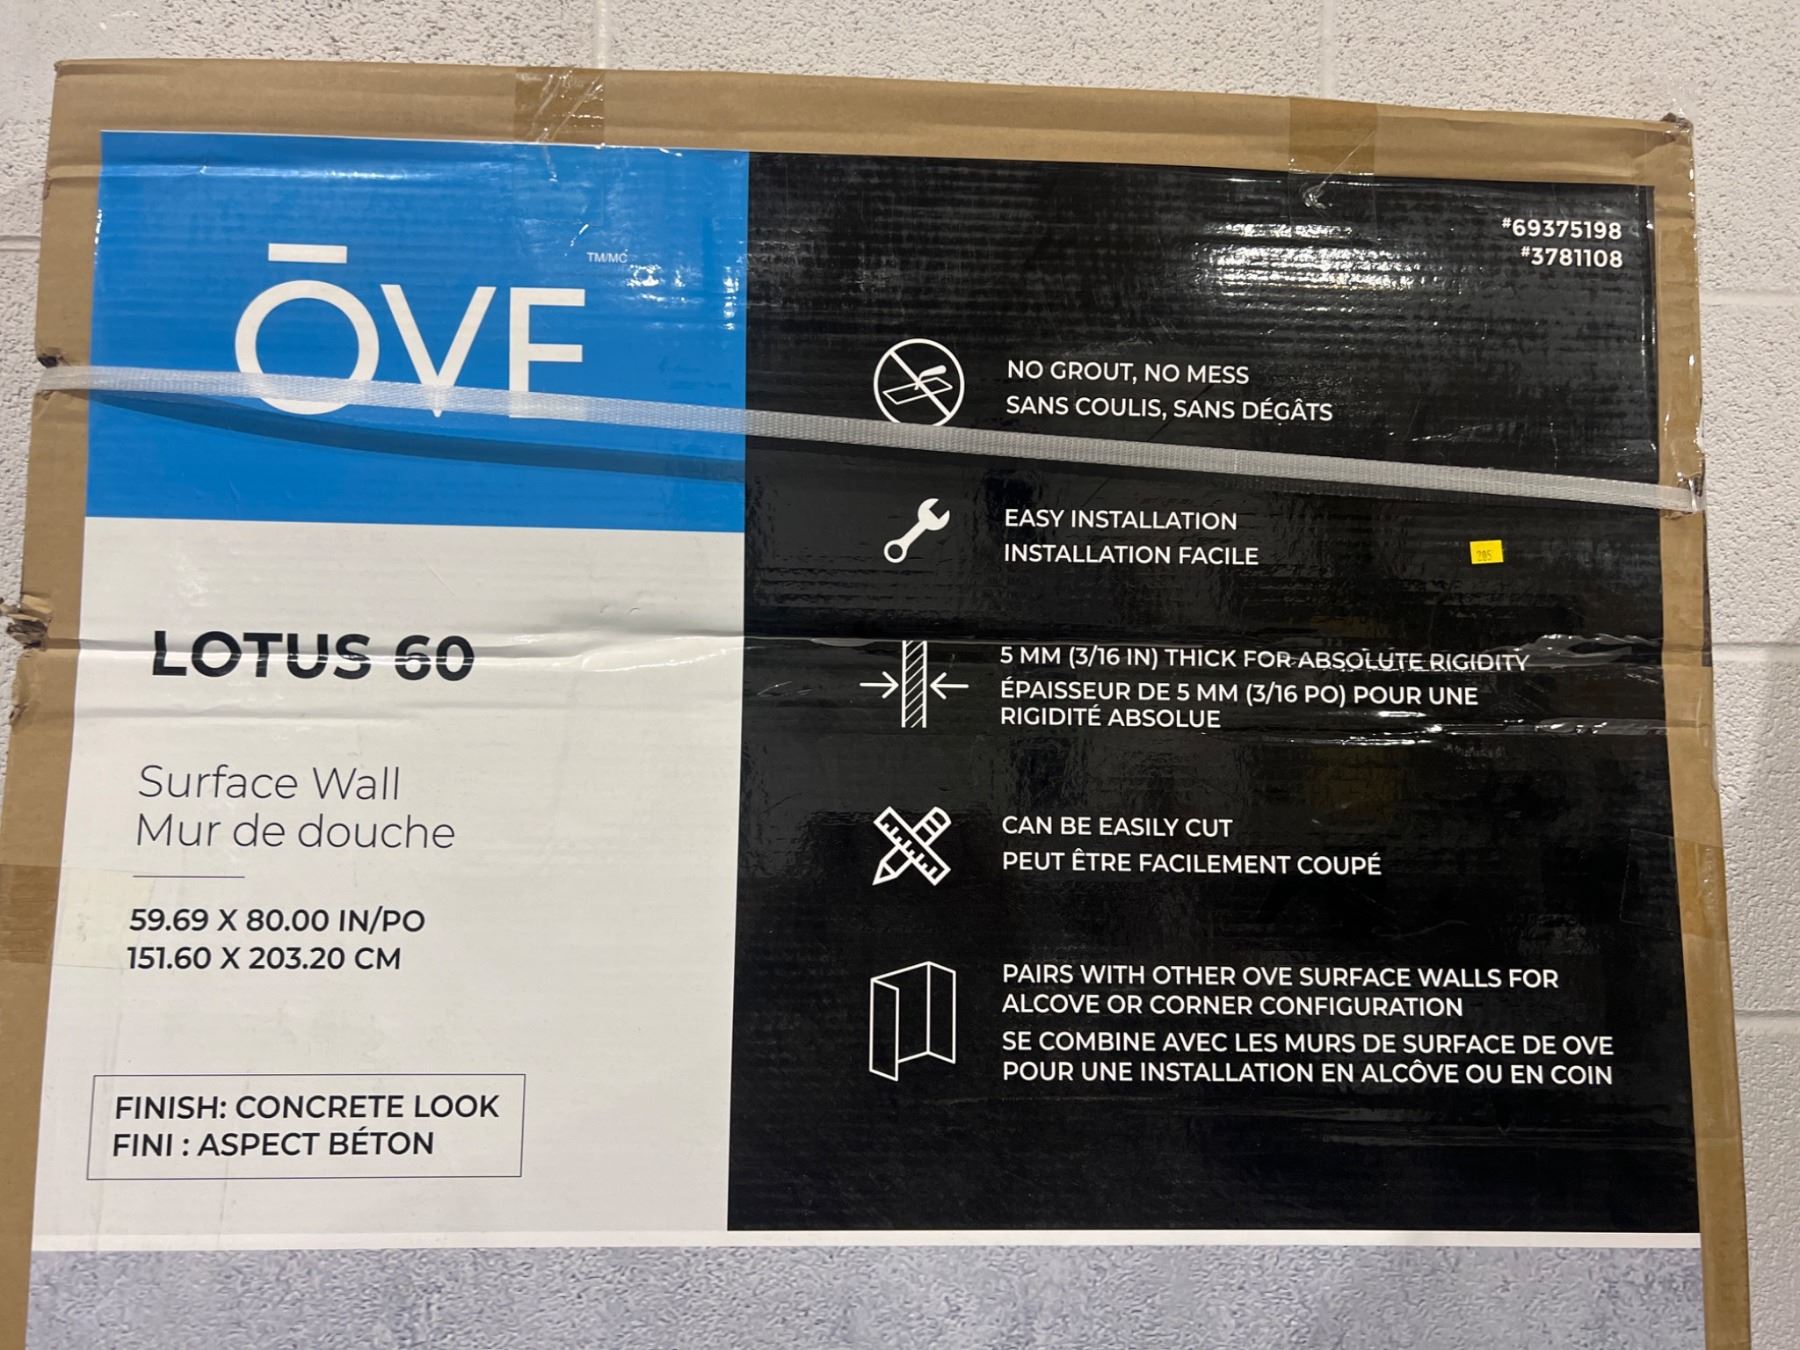 ŌVE
TM/MC
#69375198
#3781108
NO GROUT, NO MESS
SANS COULIS, SANS DÉGÂTS
EASY INSTALLATION
INSTALLATION FACILE
205
5 MM (3/16 IN) THICK FOR ABSOLUTE RIGIDITY
ÉPAISSEUR DE 5 MM (3/16 PO) POUR UNE
RIGIDITÉ ABSOLUE
CAN BE EASILY CUT
PEUT ÊTRE FACILEMENT COUPÉ
PAIRS WITH OTHER OVE SURFACE WALLS FOR
ALCOVE OR CORNER CONFIGURATION
SE COMBINE AVEC LES MURS DE SURFACE DE OVE
POUR UNE INSTALLATION EN ALCÔVE OU EN COIN
LOTUS 60
Surface Wall
Mur de douche
59.69 X 80.00 IN/PO
151.60 X 203.20 CM
FINISH: CONCRETE LOOK
FINI : ASPECT BÉTON